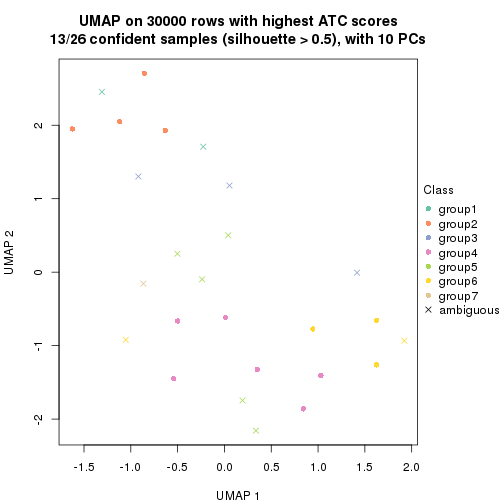 UMAP on 30000 rows with highest ATC scores
13/26 confident samples (silhouette > 0.5), with 10 PCs
UMAP 2
2
1
0
-1
-2
-1.5
-1.0
-0.5
0.0
0.5
1.0
1.5
2.0
UMAP 1
Class
group1
group2
group3
group4
group5
group6
group7
ambiguous